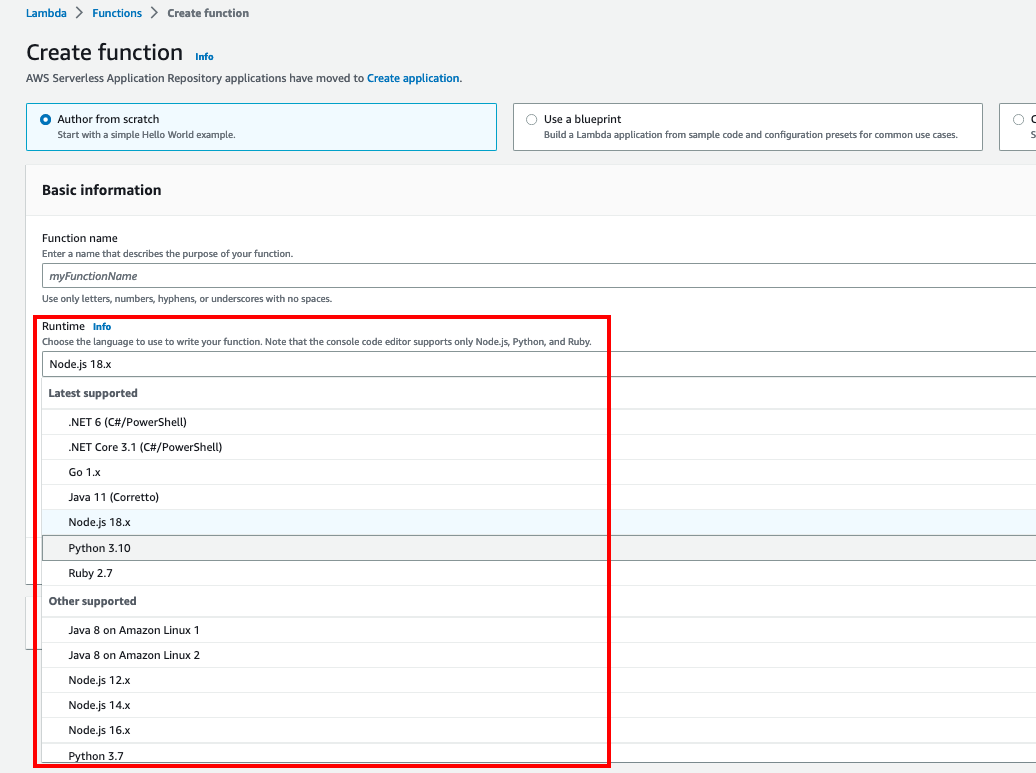 Lambda > Functions > Create function
Create function Info
AWS Serverless Application Repository applications have moved to Create application.
Author from scratch
Start with a simple Hello World example.
Use a blueprint
Build a Lambda application from sample code and configuration presets for common use cases.
Basic information
Function name
Enter a name that describes the purpose of your function.
myFunctionName
Use only letters, numbers, hyphens, or underscores with no spaces.
Runtime Info
Choose the language to use to write your function. Note that the console code editor supports only Node.js, Python, and Ruby.
Node.js 18.x
Latest supported
.NET 6 (C#/PowerShell)
.NET Core 3.1 (C#/PowerShell)
Go 1.x
Java 11 (Corretto)
Node.js 18.x
Python 3.10
Ruby 2.7
Other supported
Java 8 on Amazon Linux 1
Java 8 on Amazon Linux 2
Node.js 12.x
Node.js 14.x
Node.js 16.x
Python 3.7